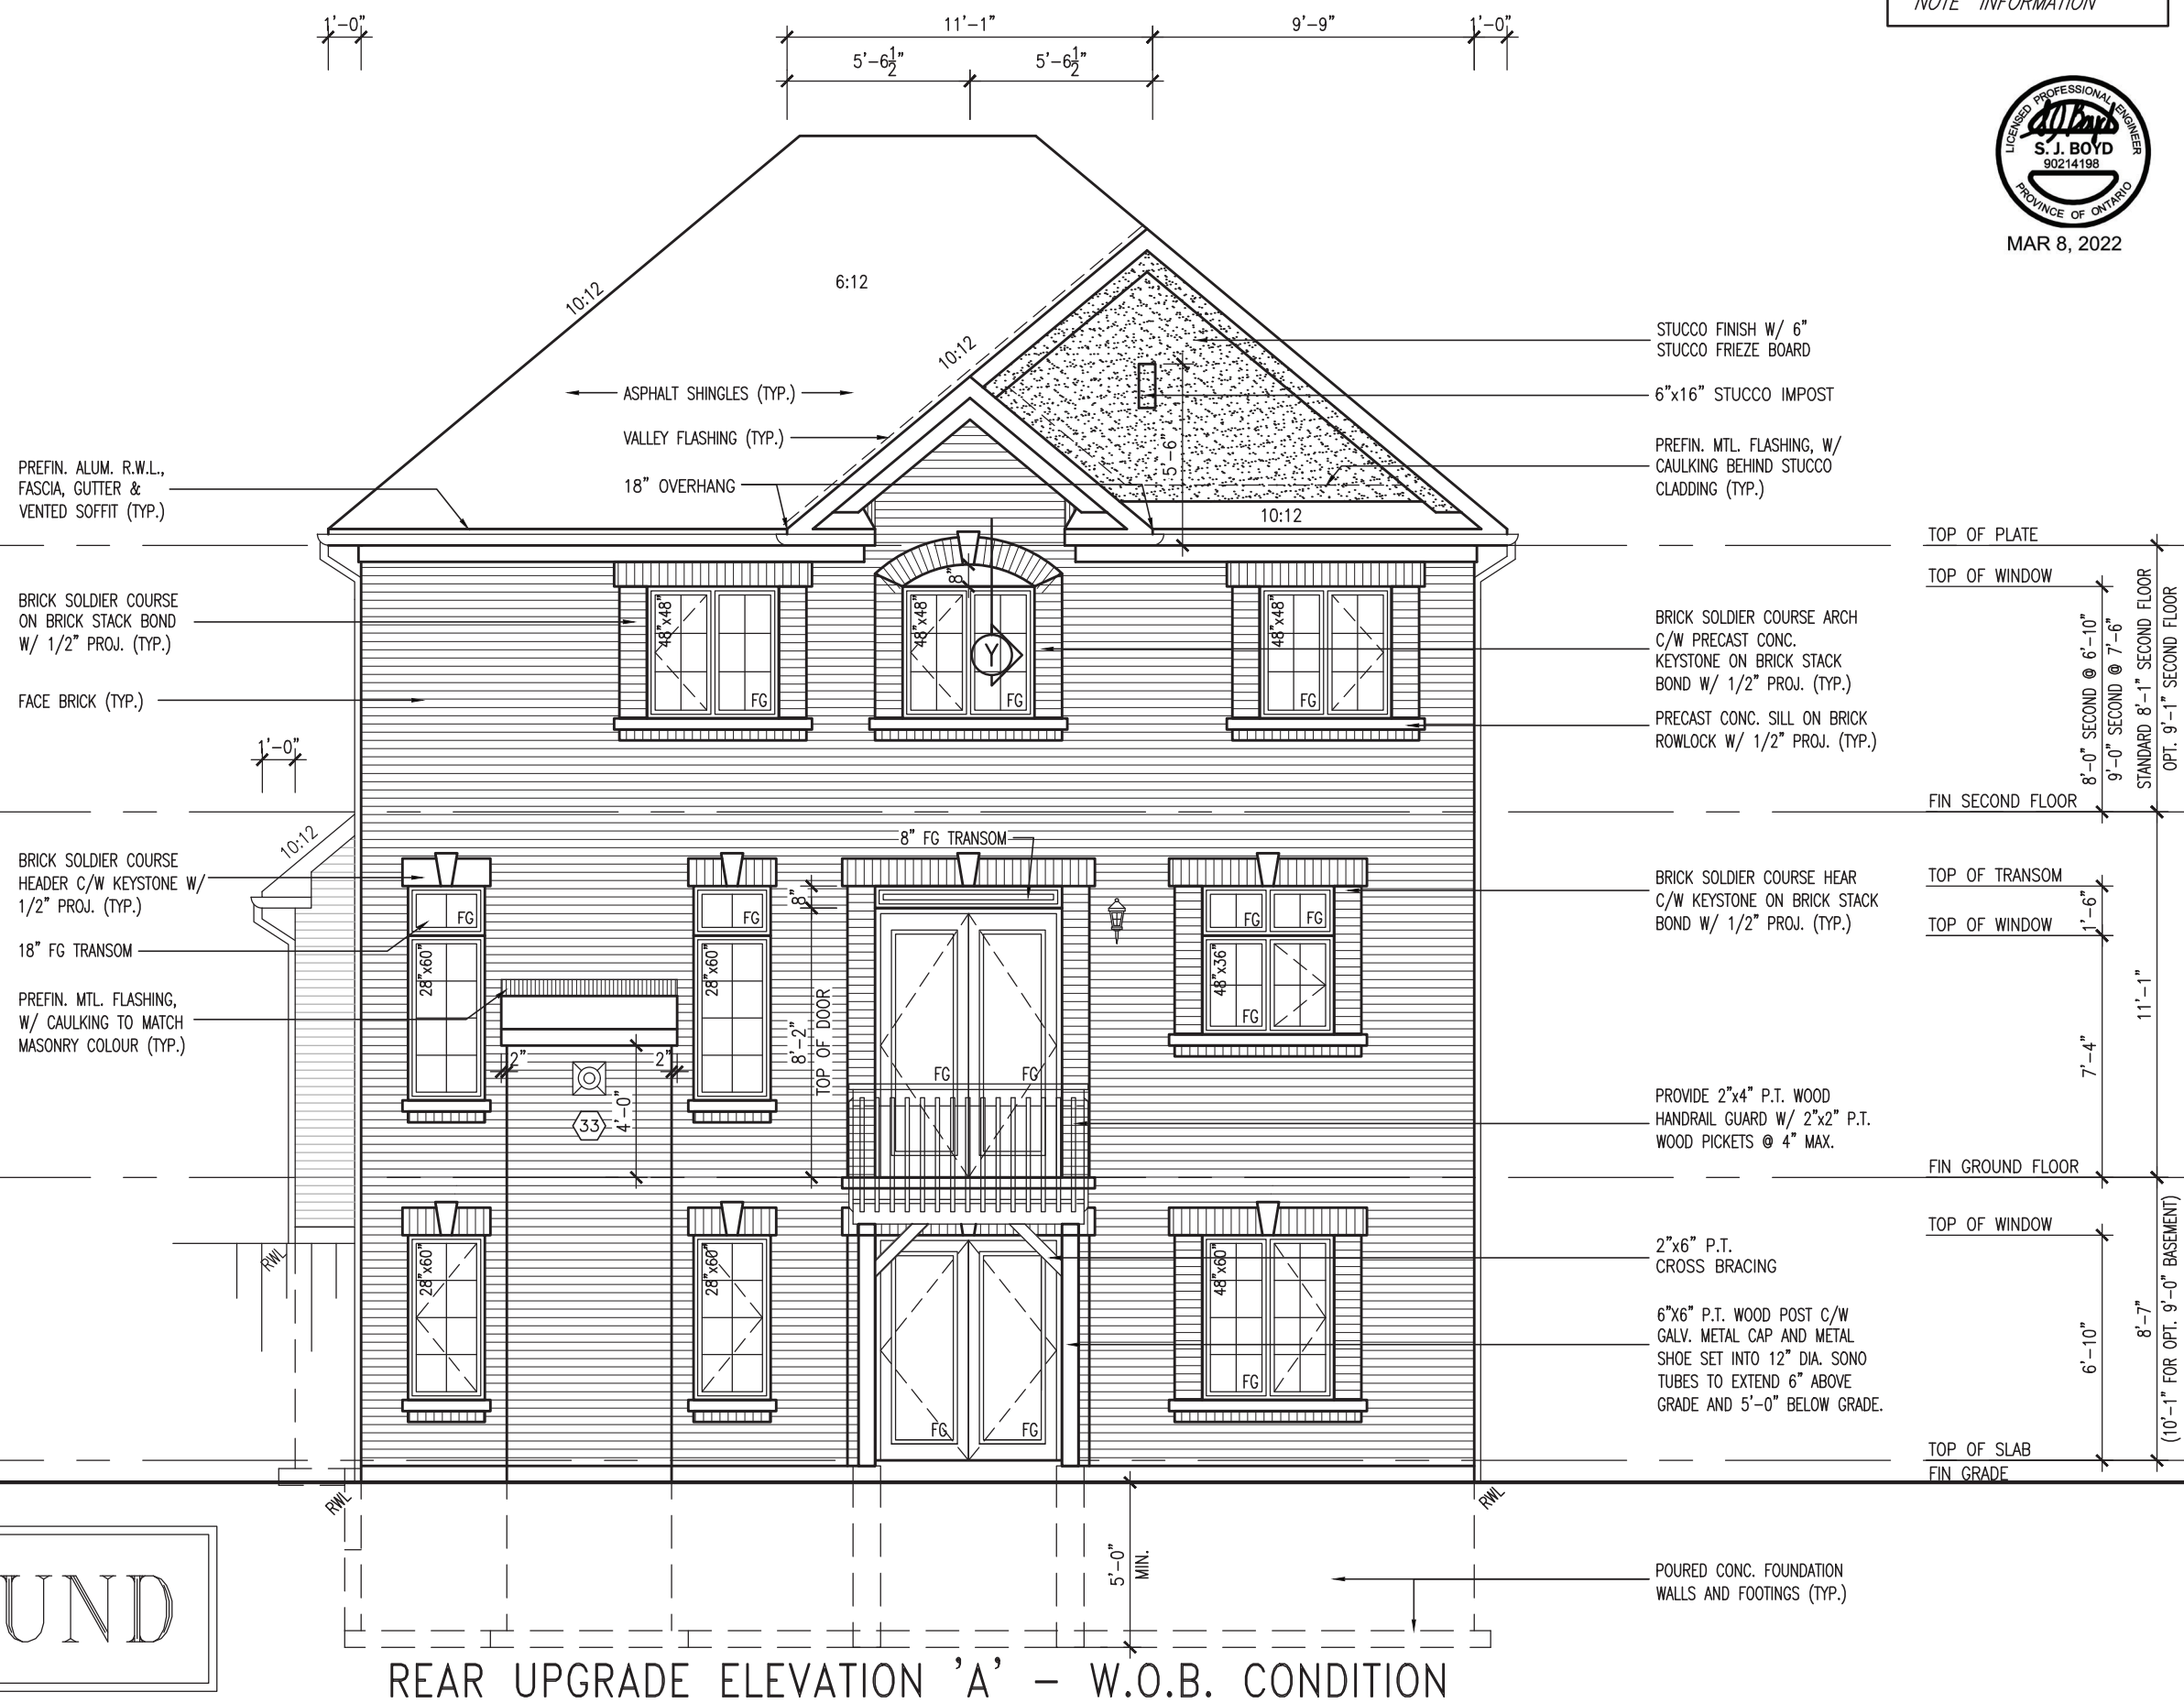 NOTE INFORMATION
1'-0"
11'-1"
9'-9"
1'-0"
5'-6½"
5'-6½"
LICENSED PROFESSIONAL ENGINEER
S. J. BOYD
90214198
PROVINCE OF ONTARIO
MAR 8, 2022
10:12
6:12
10:12
ASPHALT SHINGLES (TYP.)
VALLEY FLASHING (TYP.)
18" OVERHANG
5'-6"
10:12
STUCCO FINISH W/ 6"
STUCCO FRIEZE BOARD
6"x16" STUCCO IMPOST
PREFIN. MTL. FLASHING, W/
CAULKING BEHIND STUCCO
CLADDING (TYP.)
PREFIN. ALUM. R.W.L.,
FASCIA, GUTTER &
VENTED SOFFIT (TYP.)
BRICK SOLDIER COURSE
ON BRICK STACK BOND
W/ 1/2" PROJ. (TYP.)
FACE BRICK (TYP.)
1'-0"
10:12
BRICK SOLDIER COURSE
HEADER C/W KEYSTONE W/
1/2" PROJ. (TYP.)
18" FG TRANSOM
PREFIN. MTL. FLASHING,
W/ CAULKING TO MATCH
MASONRY COLOUR (TYP.)
48"x48"
FG
8"
48"x48"
Y
FG
48"x48"
FG
BRICK SOLDIER COURSE ARCH
C/W PRECAST CONC.
KEYSTONE ON BRICK STACK
BOND W/ 1/2" PROJ. (TYP.)
PRECAST CONC. SILL ON BRICK
ROWLOCK W/ 1/2" PROJ. (TYP.)
8" FG TRANSOM
FG
28"x60"
FG
28"x60"
8"
8'-2"
TOP OF DOOR
2"
2"
33
4'-0"
FG
FG
FG
FG
48"x36"
FG
BRICK SOLDIER COURSE HEAR
C/W KEYSTONE ON BRICK STACK
BOND W/ 1/2" PROJ. (TYP.)
PROVIDE 2"x4" P.T. WOOD
HANDRAIL GUARD W/ 2"x2" P.T.
WOOD PICKETS @ 4" MAX.
2"x6" P.T.
CROSS BRACING
6"X6" P.T. WOOD POST C/W
GALV. METAL CAP AND METAL
SHOE SET INTO 12" DIA. SONO
TUBES TO EXTEND 6" ABOVE
GRADE AND 5'-0" BELOW GRADE.
28"x60"
28"x60"
FG
FG
48"x60"
FG
RWL
RWL
RWL
5'-0"
MIN.
POURED CONC. FOUNDATION
WALLS AND FOOTINGS (TYP.)
TOP OF PLATE
TOP OF WINDOW
8'-0" SECOND @ 6'-10"
9'-0" SECOND @ 7'-6"
STANDARD 8'-1" SECOND FLOOR
OPT. 9'-1" SECOND FLOOR
FIN SECOND FLOOR
TOP OF TRANSOM
1'-6"
TOP OF WINDOW
7'-4"
11'-1"
FIN GROUND FLOOR
TOP OF WINDOW
6'-10"
8'-7"
(10'-1" FOR OPT. 9'-0" BASEMENT)
TOP OF SLAB
FIN GRADE
UND
REAR UPGRADE ELEVATION 'A' - W.O.B. CONDITION